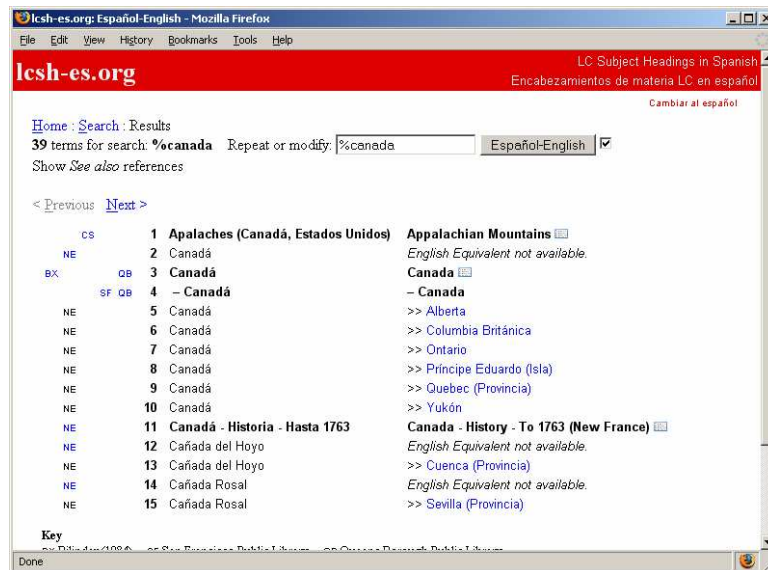 lcsh-es.org: Español-English - Mozilla Firefox
File Edit View History Bookmarks Tools Help
lcsh-es.org
LC Subject Headings in Spanish
Encabezamientos de materia LC en español
Cambiar al español
Home : Search : Results
39 terms for search: %canada Repeat or modify: %canada Español-English
Show See also references
< Previous Next >
CS 1 Apalaches (Canadá, Estados Unidos) Appalachian Mountains
NE 2 Canadá English Equivalent not available.
BX QB 3 Canadá Canada
SF QB 4 – Canadá – Canada
NE 5 Canadá >> Alberta
NE 6 Canadá >> Columbia Británica
NE 7 Canadá >> Ontario
NE 8 Canadá >> Príncipe Eduardo (Isla)
NE 9 Canadá >> Quebec (Provincia)
NE 10 Canadá >> Yukón
NE 11 Canadá - Historia - Hasta 1763 Canada - History - To 1763 (New France)
NE 12 Cañada del Hoyo English Equivalent not available.
NE 13 Cañada del Hoyo >> Cuenca (Provincia)
NE 14 Cañada Rosal English Equivalent not available.
NE 15 Cañada Rosal >> Sevilla (Provincia)
Key
San Francisco Public Library Public Library
Done